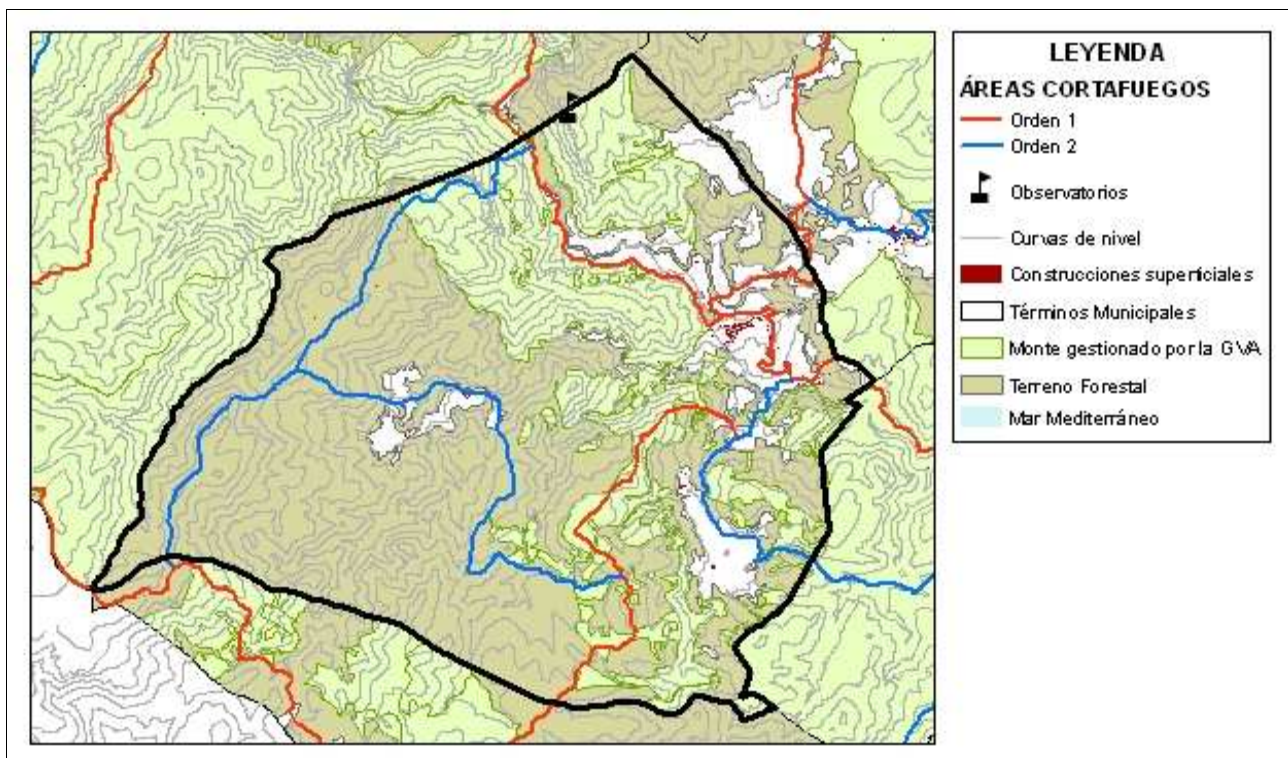 LEYENDA
ÁREAS CORTAFUEGOS
Orden 1
Orden 2
Observatorios
Curvas de nivel
Construcciones superficiales
Términos Municipales
Monte gestionado por la GVA
Terreno Forestal
Mar Mediterráneo